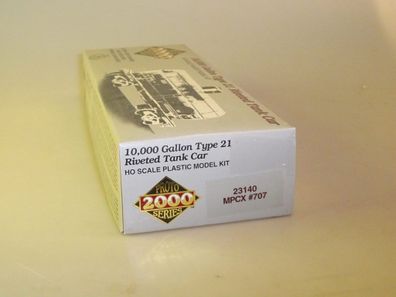 10,000 Gallon Type 21
Riveted Tank Car
HO SCALE PLASTIC MODEL KIT
PROTO
2000
SERIES
23140
MPCX #707